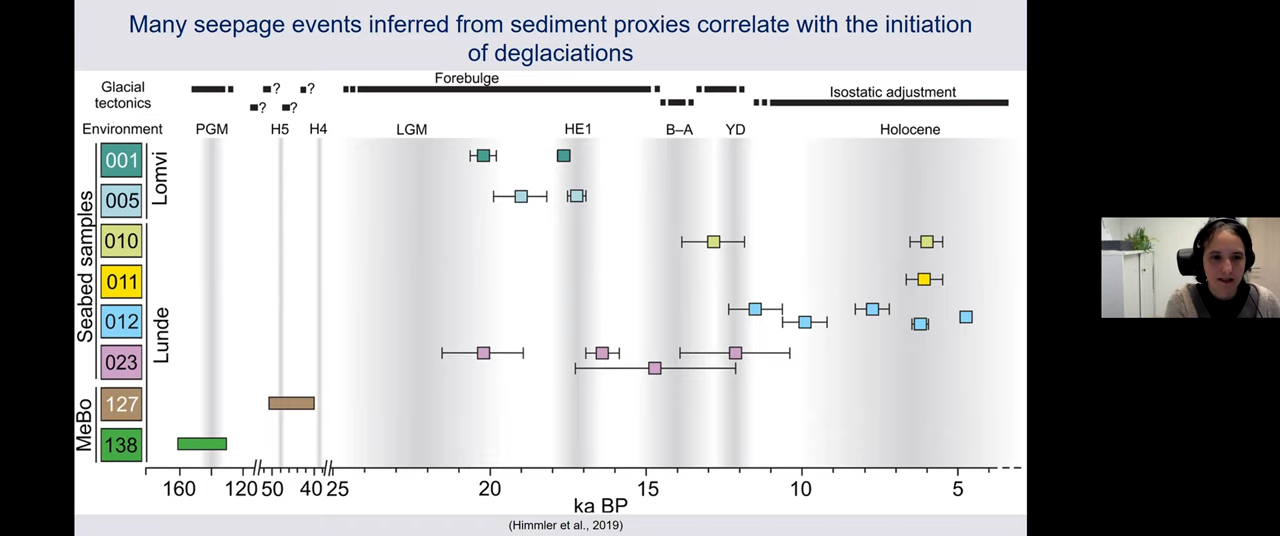 Many seepage events inferred from sediment proxies correlate with the initiation
of deglaciations
Glacial
tectonics
?
?
?
?
Forebulge
Isostatic adjustment
Environment
PGM
H5
H4
LGM
HE1
B–A
YD
Holocene
Seabed samples
Lomvi
001
005
Lunde
010
011
012
023
MeBo
127
138
160
120
50
40
25
20
15
10
5
ka BP
(Himmler et al., 2019)